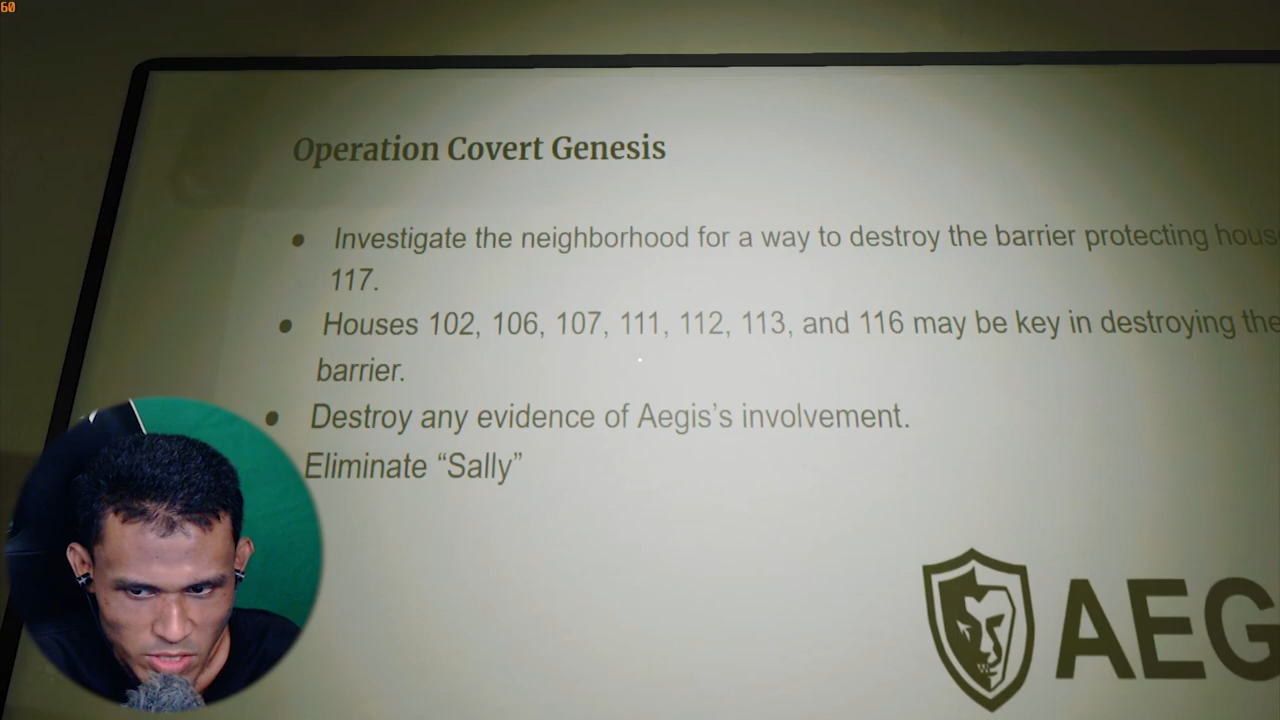 60
Operation Covert Genesis
• Investigate the neighborhood for a way to destroy the barrier protecting
117.
• Houses 102, 106, 107, 111, 112, 113, and 116 may be key in destroying the
barrier.
• Destroy any evidence of Aegis’s involvement.
Eliminate “Sally”
AEG